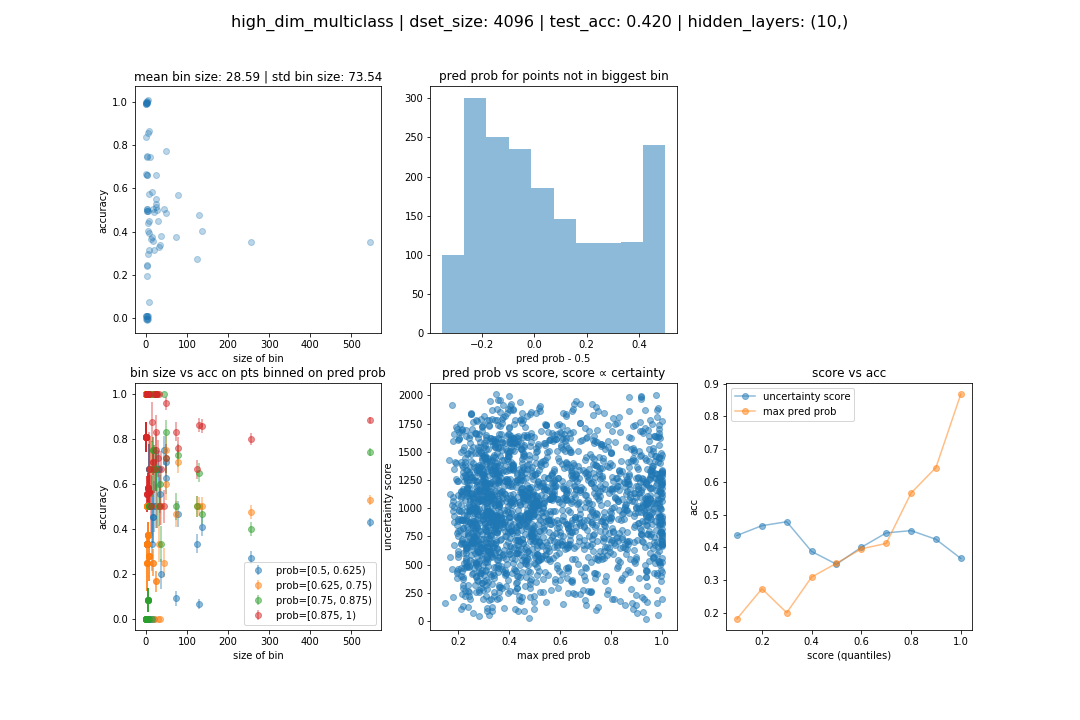 high_dim_multiclass | dset_size: 4096 | test_acc: 0.420 | hidden_layers: (10,)
mean bin size: 28.59 | std bin size: 73.54
1.0
0.8
0.6
0.4
0.2
0.0
accuracy
0 100 200 300 400 500
size of bin
pred prob for points not in biggest bin
300
250
200
150
100
50
0
−0.2 0.0 0.2 0.4
pred prob - 0.5
bin size vs acc on pts binned on pred prob
1.0
0.8
0.6
0.4
0.2
0.0
accuracy
prob=[0.5, 0.625)
prob=[0.625, 0.75)
prob=[0.75, 0.875)
prob=[0.875, 1)
0 100 200 300 400 500
size of bin
pred prob vs score, score ∝ certainty
2000
1750
1500
1250
1000
750
500
250
0
uncertainty score
0.2 0.4 0.6 0.8 1.0
max pred prob
score vs acc
0.9
0.8
0.7
0.6
0.5
0.4
0.3
0.2
acc
uncertainty score
max pred prob
0.2 0.4 0.6 0.8 1.0
score (quantiles)